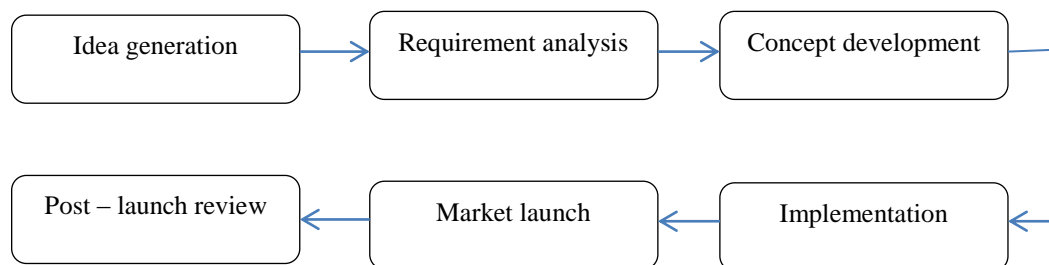 Idea generation
Requirement analysis
Concept development
Post – launch review
Market launch
Implementation